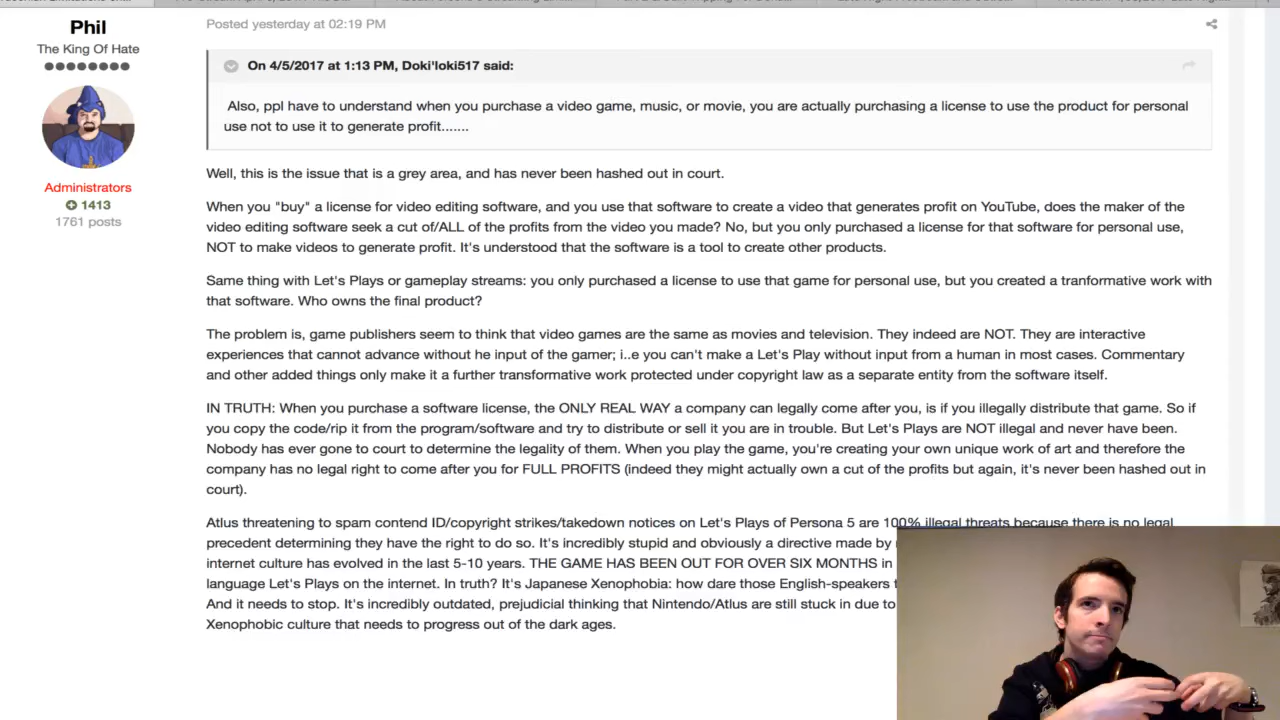 Phil
The King Of Hate
Administrators
1413
1761 posts
Posted yesterday at 02:19 PM
On 4/5/2017 at 1:13 PM, Doki'loki517 said:
Also, ppl have to understand when you purchase a video game, music, or movie, you are actually purchasing a license to use the product for personal
use not to use it to generate profit.......
Well, this is the issue that is a grey area, and has never been hashed out in court.
When you "buy" a license for video editing software, and you use that software to create a video that generates profit on YouTube, does the maker of the
video editing software seek a cut of/ALL of the profits from the video you made? No, but you only purchased a license for that software for personal use,
NOT to make videos to generate profit. It's understood that the software is a tool to create other products.
Same thing with Let's Plays or gameplay streams: you only purchased a license to use that game for personal use, but you created a tranformative work with
that software. Who owns the final product?
The problem is, game publishers seem to think that video games are the same as movies and television. They indeed are NOT. They are interactive
experiences that cannot advance without he input of the gamer; i..e you can't make a Let's Play without input from a human in most cases. Commentary
and other added things only make it a further transformative work protected under copyright law as a separate entity from the software itself.
IN TRUTH: When you purchase a software license, the ONLY REAL WAY a company can legally come after you, is if you illegally distribute that game. So if
you copy the code/rip it from the program/software and try to distribute or sell it you are in trouble. But Let's Plays are NOT illegal and never have been.
Nobody has ever gone to court to determine the legality of them. When you play the game, you're creating your own unique work of art and therefore the
company has no legal right to come after you for FULL PROFITS (indeed they might actually own a cut of the profits but again, it's never been hashed out in
court).
Atlus threatening to spam contend ID/copyright strikes/takedown notices on Let's Plays of Persona 5 are 100% illegal threats because there is no legal
precedent determining they have the right to do so. It's incredibly stupid and obviously a directive made by
internet culture has evolved in the last 5-10 years. THE GAME HAS BEEN OUT FOR OVER SIX MONTHS in
language Let's Plays on the internet. In truth? It's Japanese Xenophobia: how dare those English-speakers
And it needs to stop. It's incredibly outdated, prejudicial thinking that Nintendo/Atlus are still stuck in due to
Xenophobic culture that needs to progress out of the dark ages.